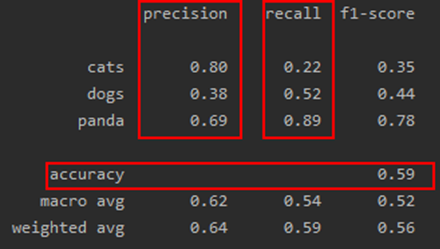 precision recall f1-score
cats 0.80 0.22 0.35
dogs 0.38 0.52 0.44
panda 0.69 0.89 0.78
accuracy 0.59
macro avg 0.62 0.54 0.52
weighted avg 0.64 0.59 0.56